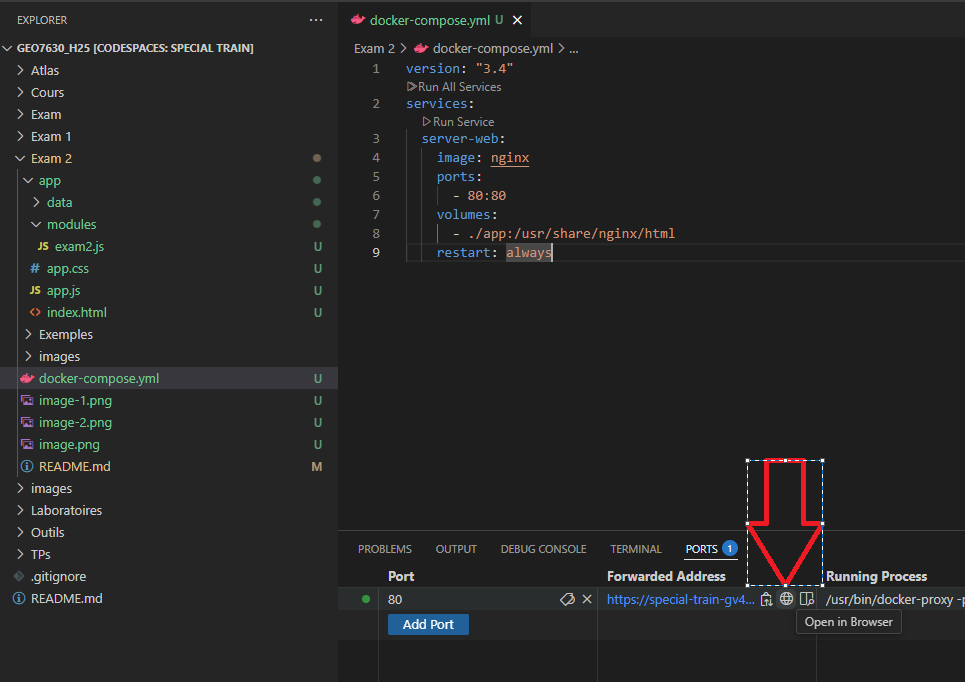 EXPLORER
GEO7630_H25 [CODESPACES: SPECIAL TRAIN]
Atlas
Cours
Exam
Exam 1
Exam 2
app
data
modules
JS exam2.js U
# app.css U
JS app.js U
<> index.html U
Exemples
images
docker-compose.yml U
image-1.png U
image-2.png U
image.png U
README.md M
images
Laboratoires
Outils
TPs
.gitignore
README.md
docker-compose.yml U
Exam 2 > docker-compose.yml > ...
1 version: "3.4"
Run All Services
2 services:
Run Service
3 server-web:
4 image: nginx
5 ports:
6 - 80:80
7 volumes:
8 - ./app:/usr/share/nginx/html
9 restart: always
PROBLEMS OUTPUT DEBUG CONSOLE TERMINAL PORTS 1
Port Forwarded Address Running Process
80 https://special-train-gv4... /usr/bin/docker-proxy -p
Add Port
Open in Browser